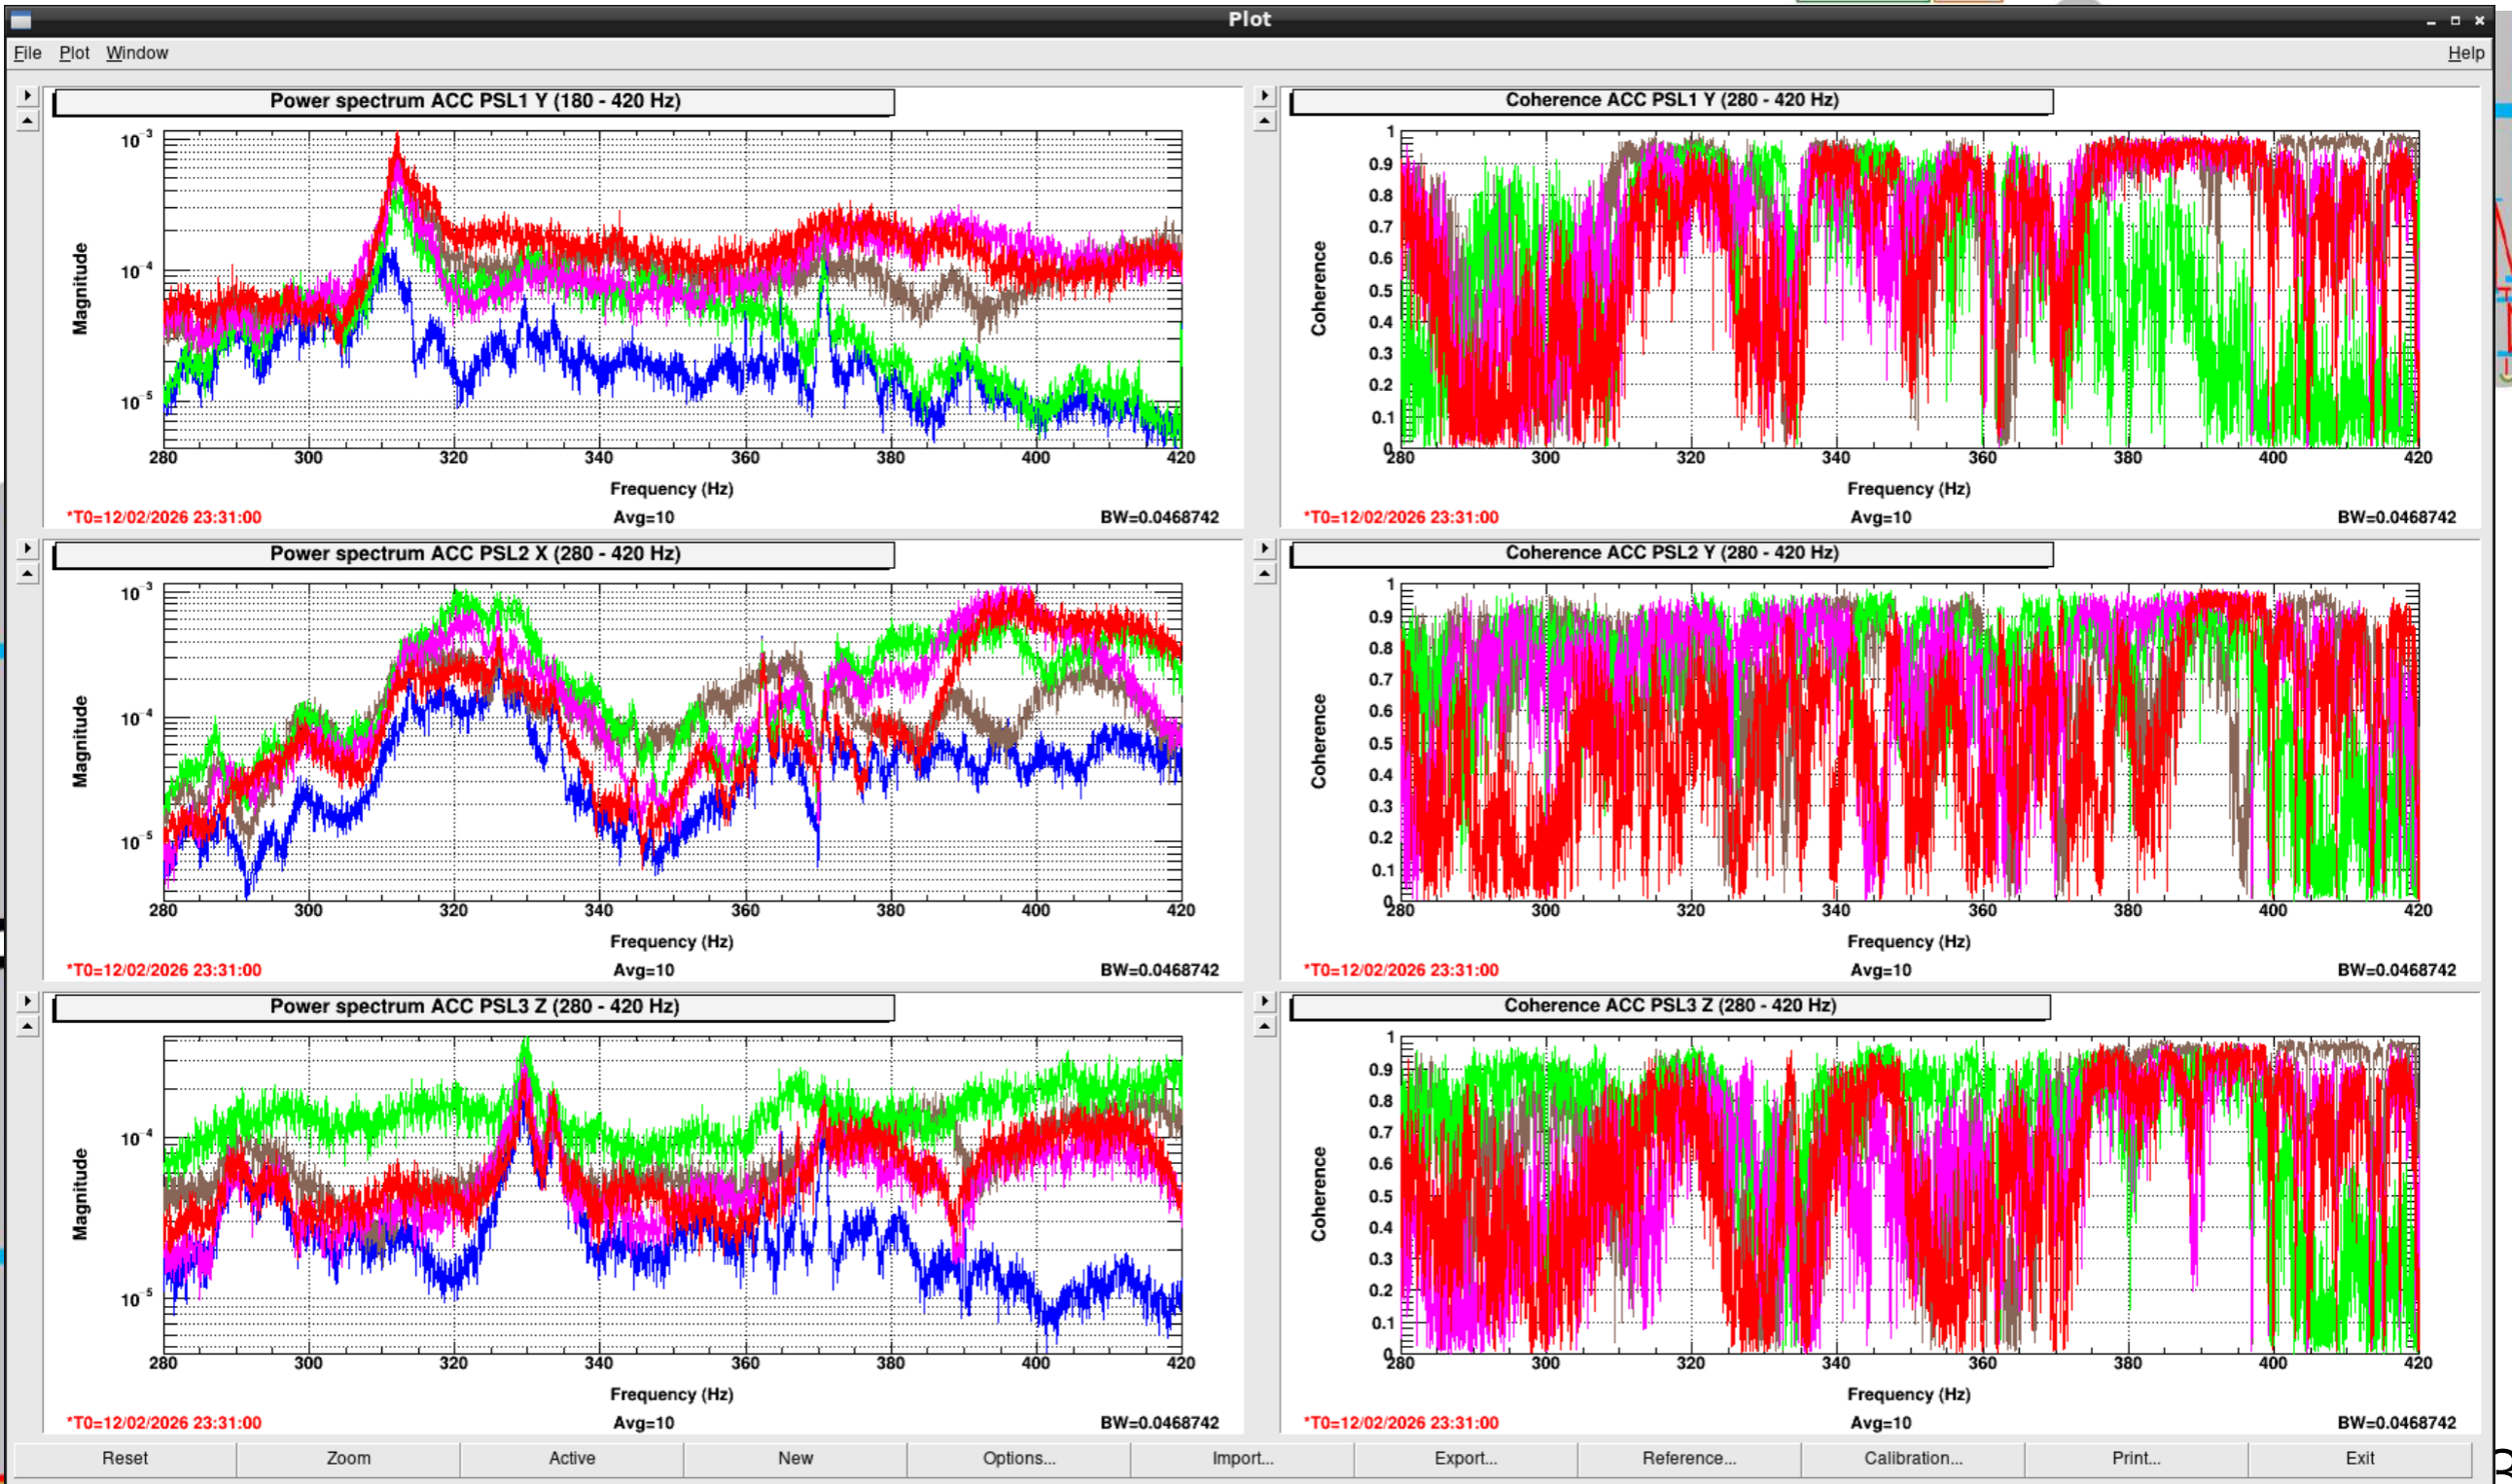 Plot
File Plot Window Help
Power spectrum ACC PSL1 Y (180 - 420 Hz)
10-3
10-4
10-5
Magnitude
280 300 320 340 360 380 400 420
Frequency (Hz)
*T0=12/02/2026 23:31:00 Avg=10 BW=0.0468742
Coherence ACC PSL1 Y (280 - 420 Hz)
1
0.9
0.8
0.7
0.6
0.5
0.4
0.3
0.2
0.1
0
Coherence
280 300 320 340 360 380 400 420
Frequency (Hz)
*T0=12/02/2026 23:31:00 Avg=10 BW=0.0468742
Power spectrum ACC PSL2 X (280 - 420 Hz)
10-3
10-4
10-5
Magnitude
280 300 320 340 360 380 400 420
Frequency (Hz)
*T0=12/02/2026 23:31:00 Avg=10 BW=0.0468742
Coherence ACC PSL2 Y (280 - 420 Hz)
1
0.9
0.8
0.7
0.6
0.5
0.4
0.3
0.2
0.1
0
Coherence
280 300 320 340 360 380 400 420
Frequency (Hz)
*T0=12/02/2026 23:31:00 Avg=10 BW=0.0468742
Power spectrum ACC PSL3 Z (280 - 420 Hz)
10-4
10-5
Magnitude
280 300 320 340 360 380 400 420
Frequency (Hz)
*T0=12/02/2026 23:31:00 Avg=10 BW=0.0468742
Coherence ACC PSL3 Z (280 - 420 Hz)
1
0.9
0.8
0.7
0.6
0.5
0.4
0.3
0.2
0.1
0
Coherence
280 300 320 340 360 380 400 420
Frequency (Hz)
*T0=12/02/2026 23:31:00 Avg=10 BW=0.0468742
Reset Zoom Active New Options... Import... Export... Reference... Calibration... Print... Exit